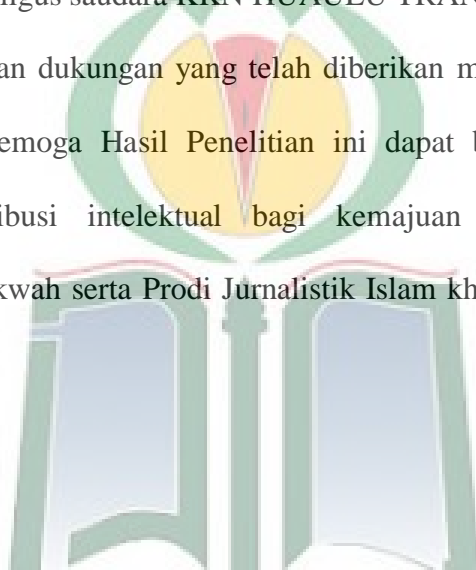 ngus saudara KKN HUAULU TRAN
an dukungan yang telah diberikan m
emoga Hasil Penelitian ini dapat b
ibusi intelektual bagi kemajuan
kwah serta Prodi Jurnalistik Islam kh